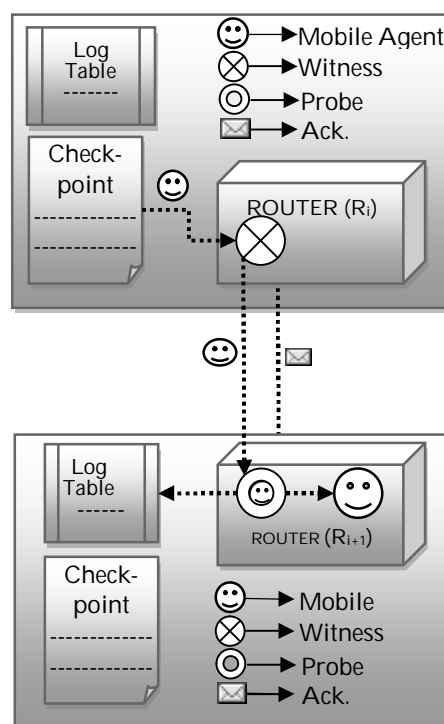 Log
Table
Mobile Agent
Witness
Probe
Ack.
Check-
point
ROUTER (Ri)
Log
Table
ROUTER (Ri+1)
Check-
point
Mobile
Witness
Probe
Ack.